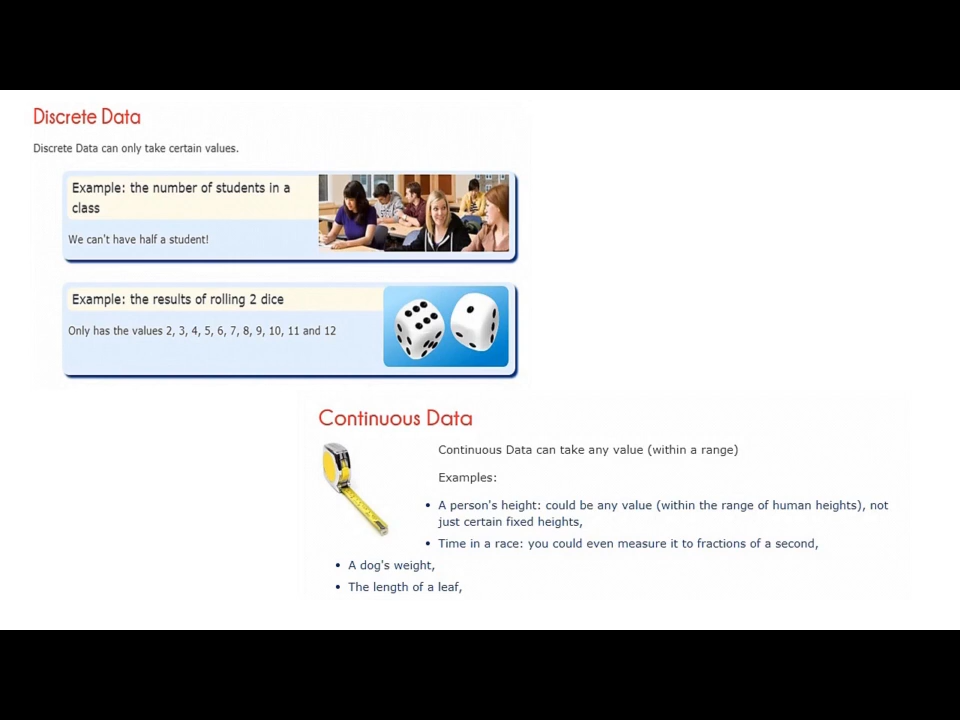 Discrete Data
Discrete Data can only take certain values.
Example: the number of students in a
class
We can't have half a student!
Example: the results of rolling 2 dice
Only has the values 2, 3, 4, 5, 6, 7, 8, 9, 10, 11 and 12
Continuous Data
Continuous Data can take any value (within a range)
Examples:
• A person's height: could be any value (within the range of human heights), not
just certain fixed heights,
• Time in a race: you could even measure it to fractions of a second,
• A dog's weight,
• The length of a leaf,